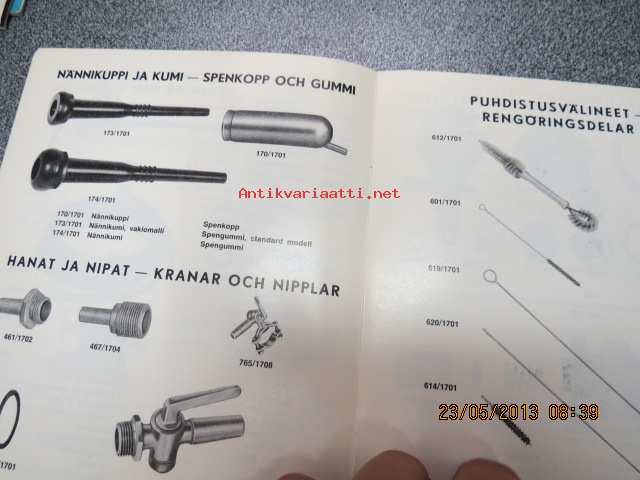 NÄNNIKUPPI JA KUMI — SPENKOPP OCH GUMMI
173/1701
170/1701
174/1701
170/1701 Nännikuppi Spenkopp
173/1701 Nännikumi, vakiomalli Spengummi, standard modell
174/1701 Nännikumi Spengummi
HANAT JA NIPAT — KRANAR OCH NIPPLAR
461/1702
467/1704
765/1708
/1701
PUHDISTUSVÄLINEET —
RENGÖRINGSDELAR
612/1701
601/1701
619/1701
620/1701
614/1701
Antikvariaatti.net
23/05/2013 08:39